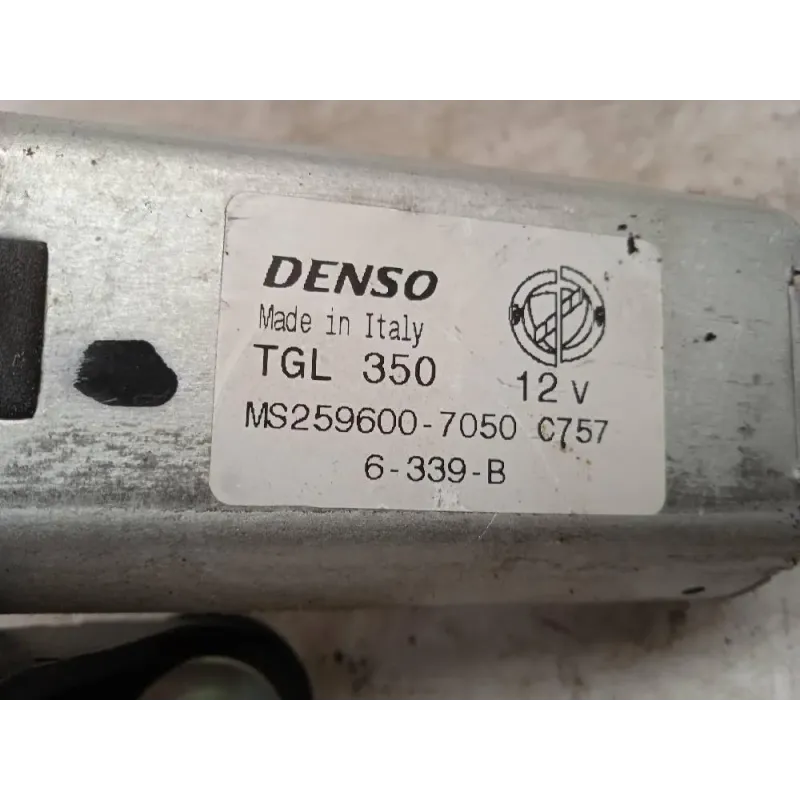 DENSO
Made in Italy
TGL 350
12 V
MS259600-7050 C757
6-339-B